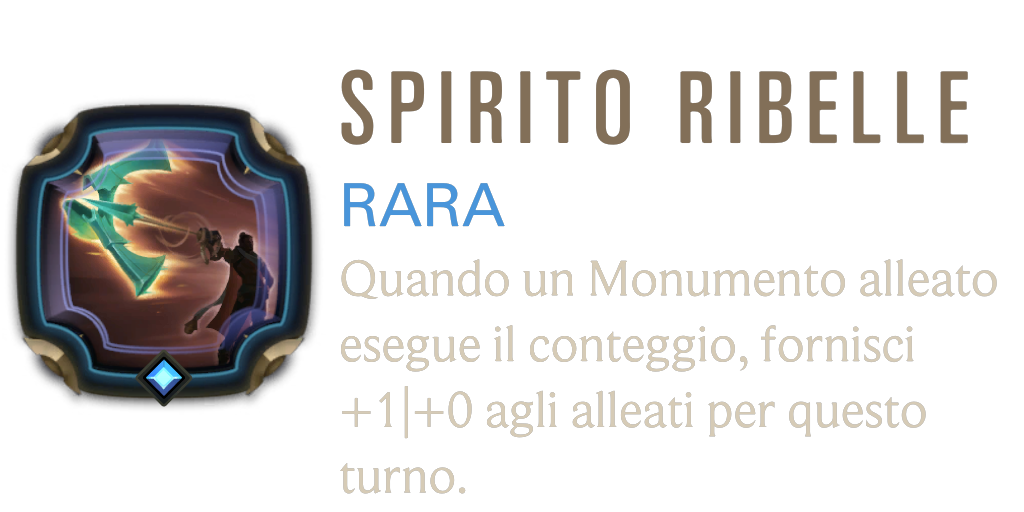 SPIRITO RIBELLE
RARA
Quando un Monumento alleato
esegue il conteggio, fornisci
+1|+0 agli alleati per questo
turno.